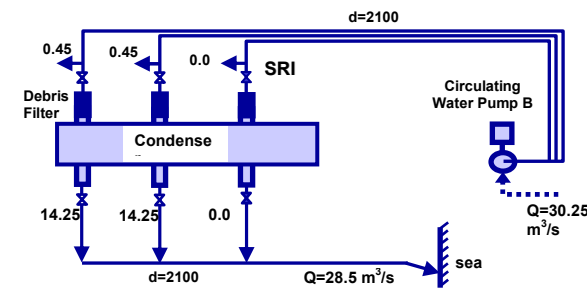 d=2100
0.45
0.45
0.0
SRI
Debris
Filter
Circulating
Water Pump B
Condense
14.25
14.25
0.0
Q=30.25
m³/s
d=2100
Q=28.5 m³/s
sea